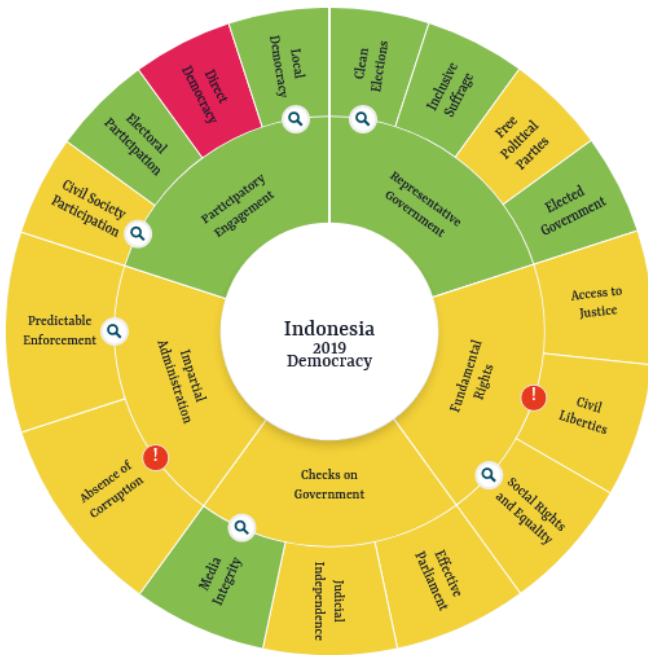 Indonesia
2019
Democracy
Representative
Government
Clean
Elections
Inclusive
Suffrage
Free
Political
Parties
Elected
Government
Fundamental
Rights
Access to
Justice
Civil
Liberties
!
Social Rights
and Equality
Checks on
Government
Effective
Parliament
Judicial
Independence
Media
Integrity
Impartial
Administration
Absence of
Corruption
!
Predictable
Enforcement
Participatory
Engagement
Civil Society
Participation
Electoral
Participation
Direct
Democracy
Local
Democracy